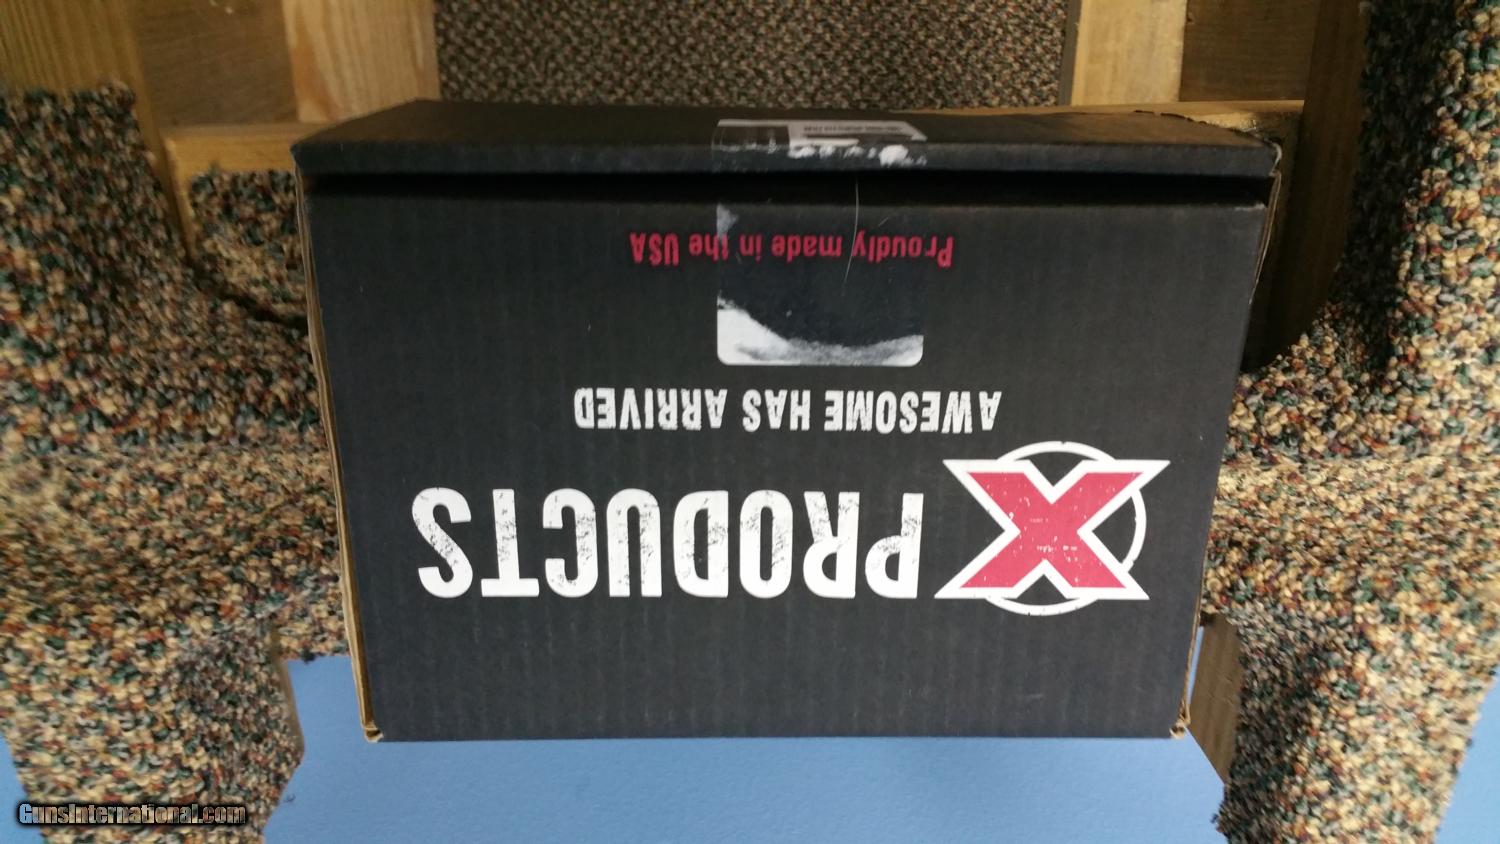 X PRODUCTS
AWESOME HAS ARRIVED
Proudly made in the USA
GunsInternational.com